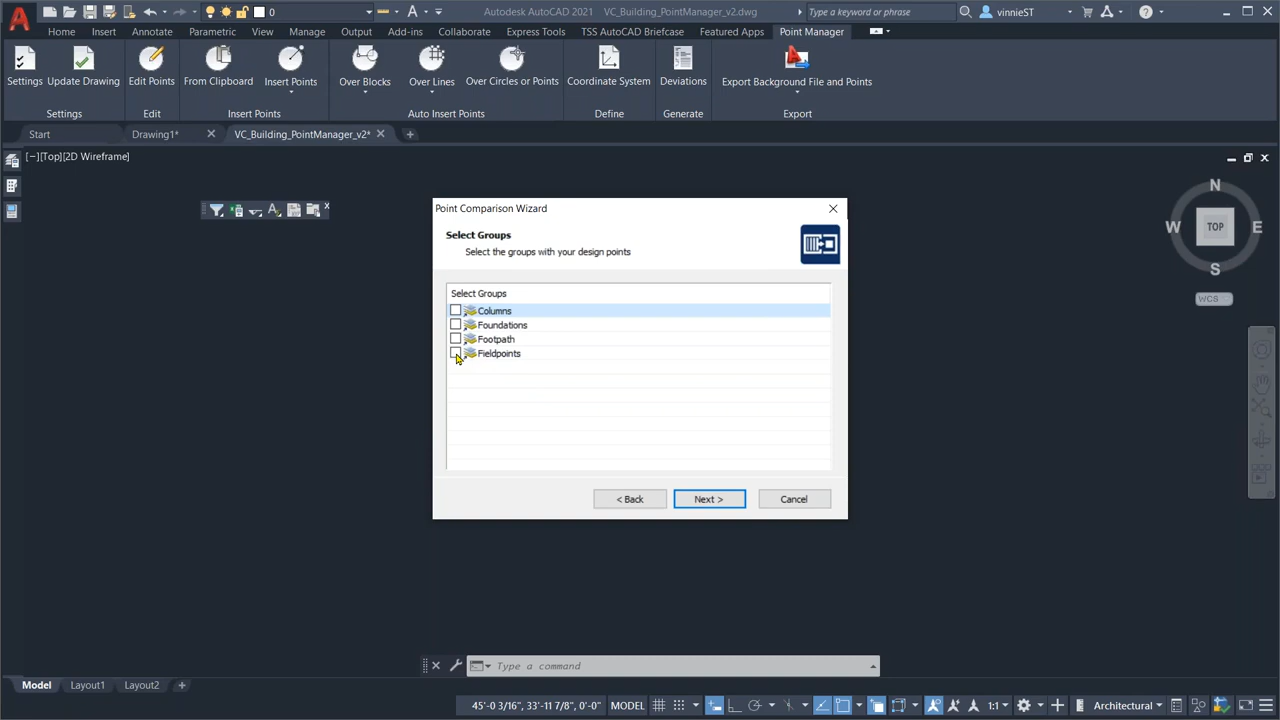 Autodesk AutoCAD 2021 VC_Building_PointManager_v2.dwg
0
Type a keyword or phrase
vinnieST
Home Insert Annotate Parametric View Manage Output Add-ins Collaborate Express Tools TSS AutoCAD Briefcase Featured Apps Point Manager
Settings Update Drawing Edit Points From Clipboard Insert Points Over Blocks Over Lines Over Circles or Points Coordinate System Deviations Export Background File and Points
Settings Edit Insert Points Auto Insert Points Define Generate Export
Start Drawing1* VC_Building_PointManager_v2*
[−][Top][2D Wireframe]
N
W TOP E
S
WCS
Point Comparison Wizard
Select Groups
Select the groups with your design points
Select Groups
Columns
Foundations
Footpath
Fieldpoints
< Back Next > Cancel
Type a command
Model Layout1 Layout2
45'-0 3/16", 33'-11 7/8", 0'-0" MODEL 1:1 Architectural